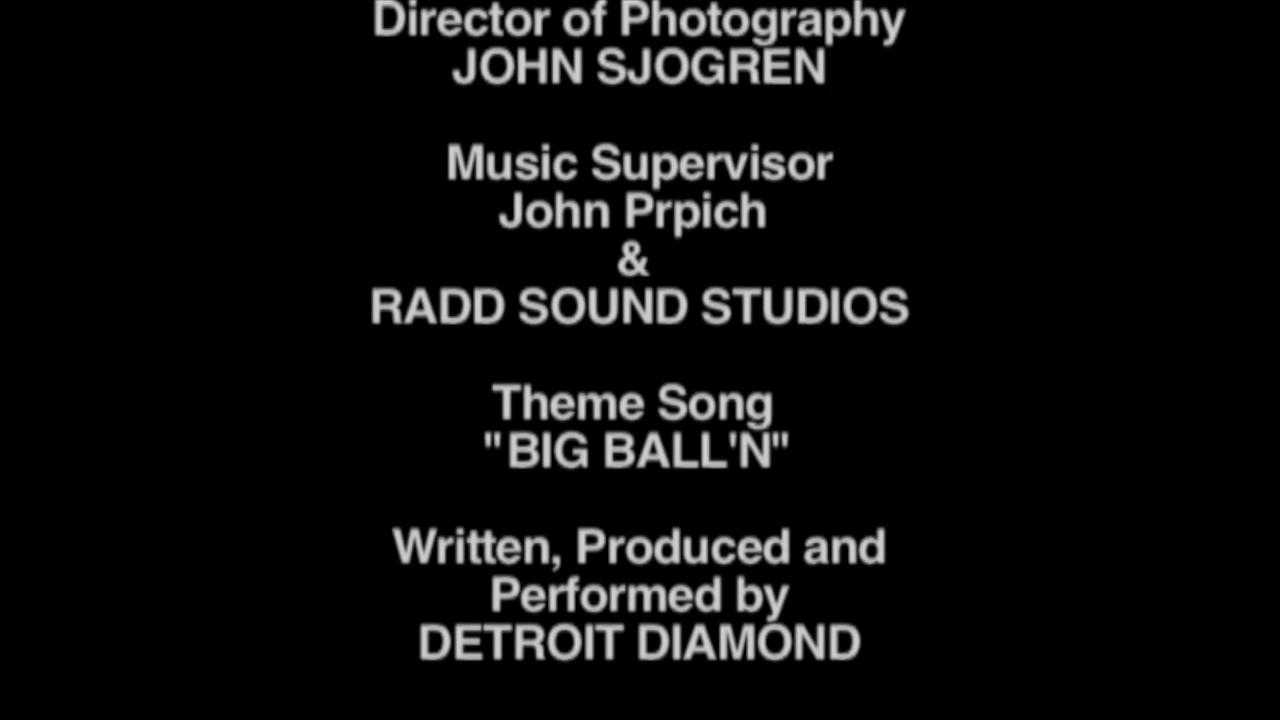 Director of Photography
JOHN SJOGREN
Music Supervisor
John Prpich
&
RADD SOUND STUDIOS
Theme Song
"BIG BALL'N"
Written, Produced and
Performed by
DETROIT DIAMOND